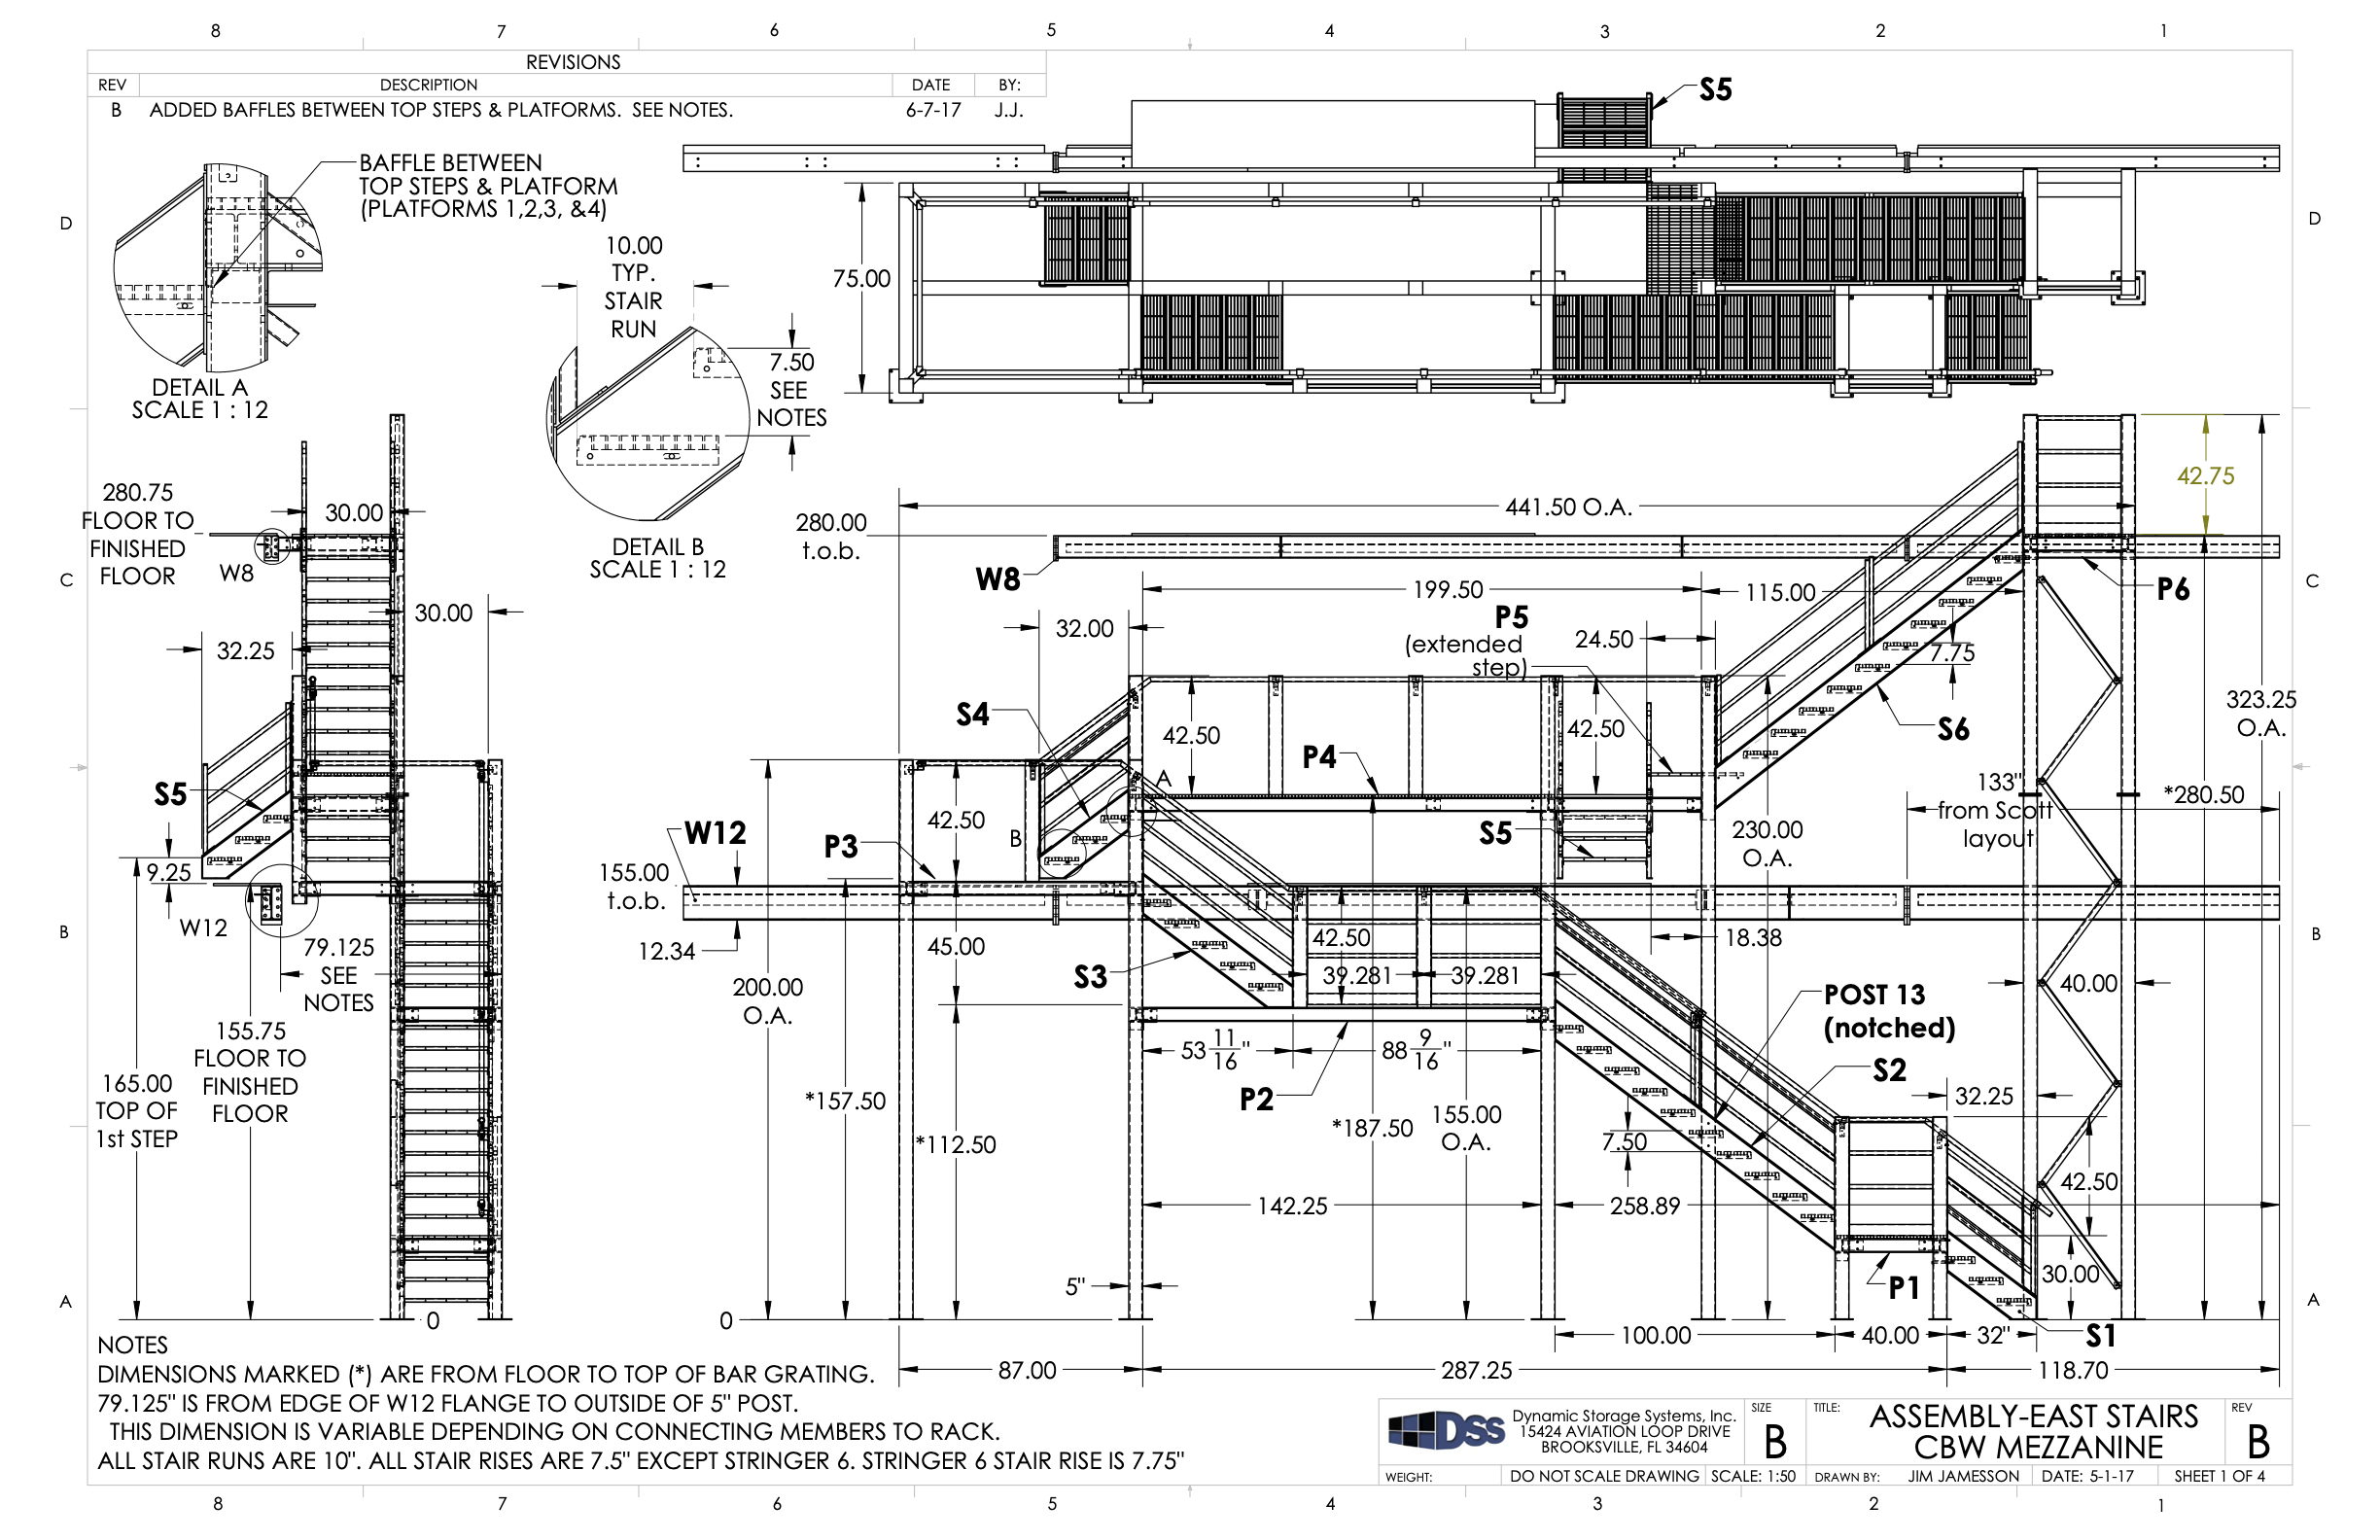 8 7 6 5 4 3 2 1
REVISIONS
REV DESCRIPTION DATE BY:
B ADDED BAFFLES BETWEEN TOP STEPS & PLATFORMS. SEE NOTES. 6-7-17 J.J.
S5
BAFFLE BETWEEN
TOP STEPS & PLATFORM
(PLATFORMS 1,2,3, &4)
D
D
DETAIL A
SCALE 1 : 12
10.00
TYP.
STAIR
RUN
7.50
SEE
NOTES
DETAIL B
SCALE 1 : 12
75.00
280.75
FLOOR TO
FINISHED
FLOOR
30.00
W8
C
C
30.00
32.25
S5
9.25
W12
79.125
SEE
NOTES
155.75
FLOOR TO
FINISHED
FLOOR
165.00
TOP OF
1st STEP
0
441.50 O.A.
42.75
280.00
t.o.b.
W8
199.50
115.00
P6
P5
(extended
step)
24.50
32.00
7.75
S4
42.50
P4
42.50
S6
323.25
O.A.
A
133"
from Scott
layout
*280.50
W12
P3
42.50
B
S5
230.00
O.A.
155.00
t.o.b.
B
B
12.34
45.00
S3
42.50
18.38
39.281
39.281
200.00
O.A.
40.00
POST 13
(notched)
53 11/16"
88 9/16"
S2
P2
*157.50
*112.50
*187.50
155.00
O.A.
7.50
32.25
42.50
142.25
258.89
5"
P1
30.00
A
A
0
100.00
40.00
32"
S1
87.00
287.25
118.70
NOTES
DIMENSIONS MARKED (*) ARE FROM FLOOR TO TOP OF BAR GRATING.
79.125" IS FROM EDGE OF W12 FLANGE TO OUTSIDE OF 5" POST.
THIS DIMENSION IS VARIABLE DEPENDING ON CONNECTING MEMBERS TO RACK.
ALL STAIR RUNS ARE 10". ALL STAIR RISES ARE 7.5" EXCEPT STRINGER 6. STRINGER 6 STAIR RISE IS 7.75"
DSS
Dynamic Storage Systems, Inc.
15424 AVIATION LOOP DRIVE
BROOKSVILLE, FL 34604
SIZE
B
TITLE:
ASSEMBLY-EAST STAIRS
CBW MEZZANINE
REV
B
WEIGHT: DO NOT SCALE DRAWING SCALE: 1:50 DRAWN BY: JIM JAMESSON DATE: 5-1-17 SHEET 1 OF 4
8 7 6 5 4 3 2 1